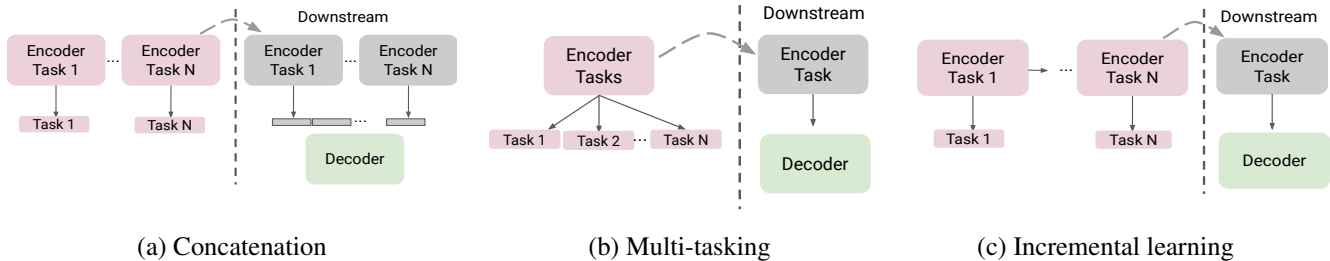 Downstream
Encoder
Task 1
...
Encoder
Task N
Encoder
Task 1
...
Encoder
Task N
Task 1
Task N
...
Decoder
(a) Concatenation
Downstream
Encoder
Tasks
Encoder
Task
Task 1
Task 2
...
Task N
Decoder
(b) Multi-tasking
Downstream
Encoder
Task 1
...
Encoder
Task N
Encoder
Task
Task 1
Task N
Decoder
(c) Incremental learning